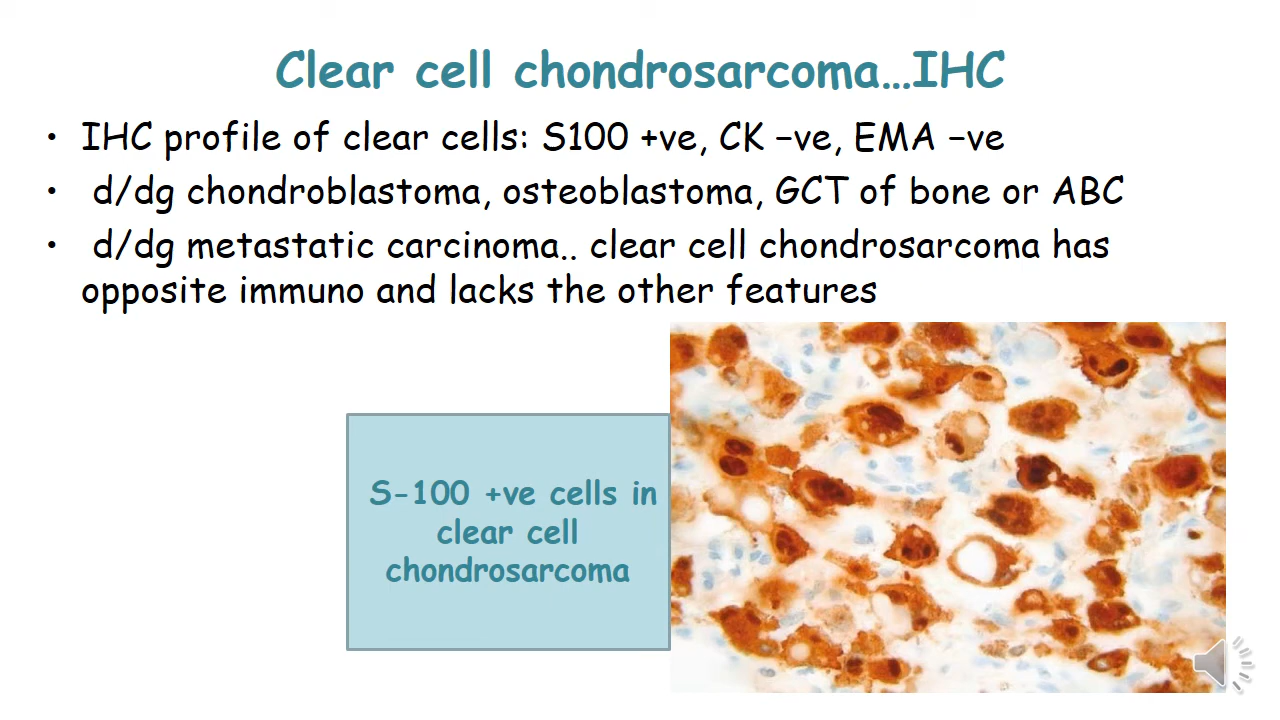 Clear cell chondrosarcoma...IHC
• IHC profile of clear cells: S100 +ve, CK –ve, EMA –ve
• d/dg chondroblastoma, osteoblastoma, GCT of bone or ABC
• d/dg metastatic carcinoma.. clear cell chondrosarcoma has
opposite immuno and lacks the other features
S-100 +ve cells in
clear cell
chondrosarcoma